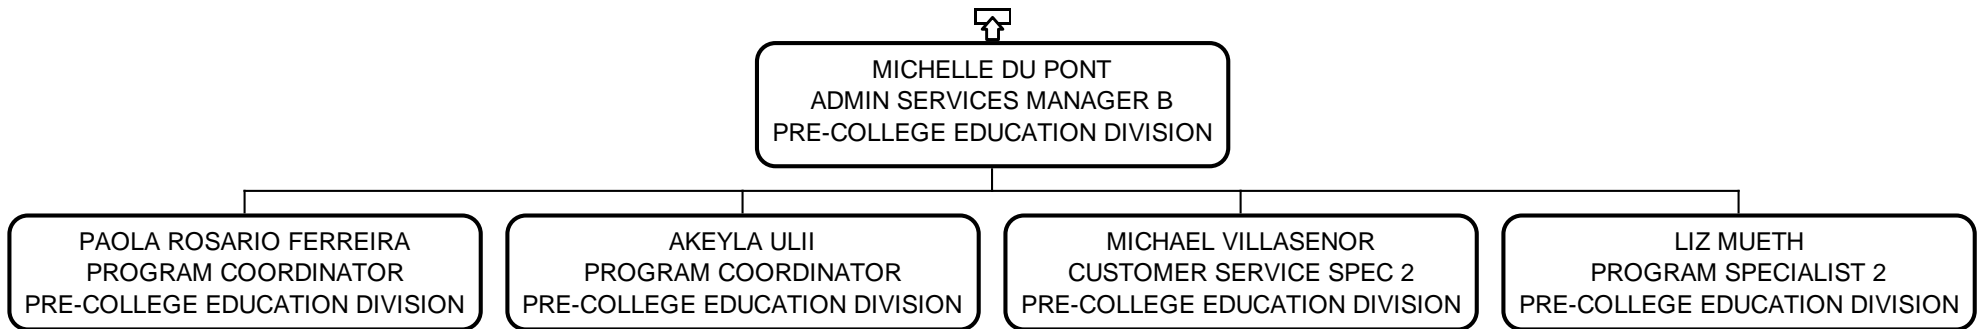 MICHELLE DU PONT
ADMIN SERVICES MANAGER B
PRE-COLLEGE EDUCATION DIVISION
PAOLA ROSARIO FERREIRA
PROGRAM COORDINATOR
PRE-COLLEGE EDUCATION DIVISION
AKEYLA ULII
PROGRAM COORDINATOR
PRE-COLLEGE EDUCATION DIVISION
MICHAEL VILLASENOR
CUSTOMER SERVICE SPEC 2
PRE-COLLEGE EDUCATION DIVISION
LIZ MUETH
PROGRAM SPECIALIST 2
PRE-COLLEGE EDUCATION DIVISION